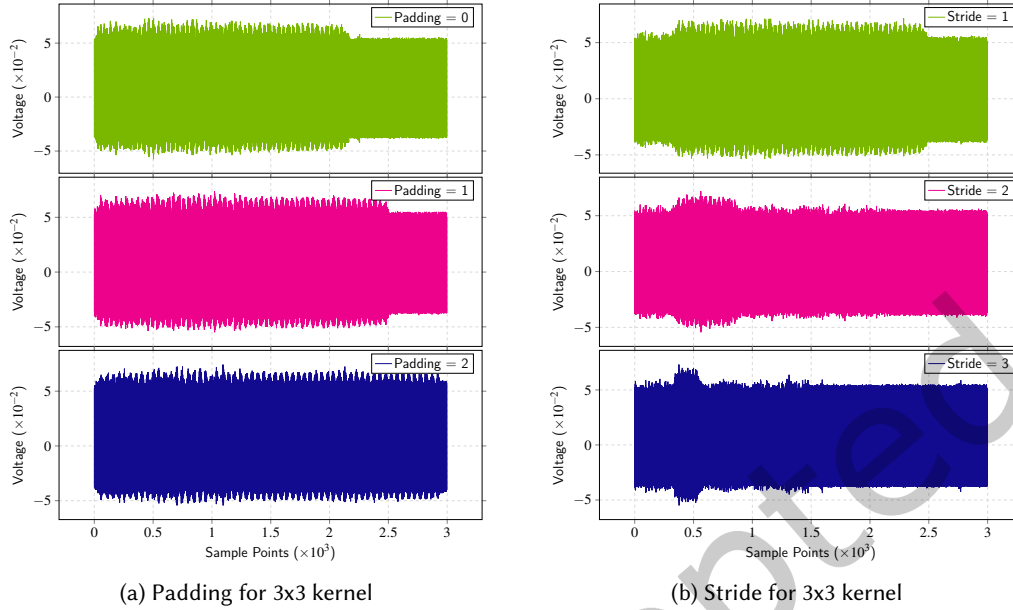 Padding = 0
Voltage (×10⁻²)
5
0
−5
Padding = 1
Voltage (×10⁻²)
5
0
−5
Padding = 2
Voltage (×10⁻²)
5
0
−5
0 0.5 1 1.5 2 2.5 3
Sample Points (×10³)
(a) Padding for 3x3 kernel
Stride = 1
Voltage (×10⁻²)
5
0
−5
Stride = 2
Voltage (×10⁻²)
5
0
−5
Stride = 3
Voltage (×10⁻²)
5
0
−5
0 0.5 1 1.5 2 2.5 3
Sample Points (×10³)
(b) Stride for 3x3 kernel
pted